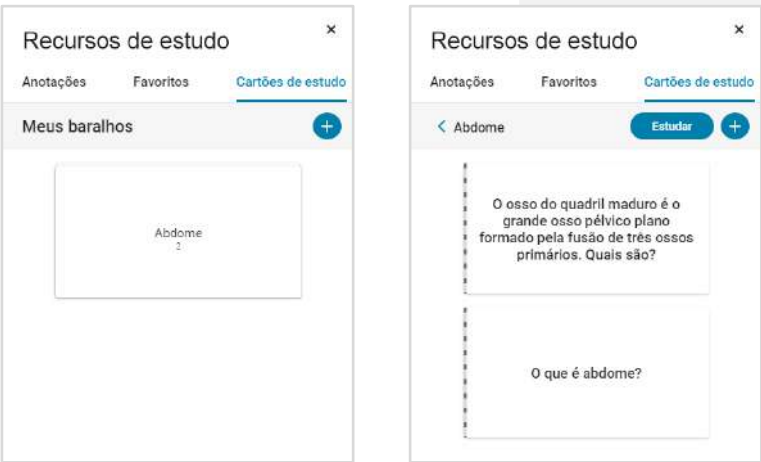 Recursos de estudo ×
Anotações Favoritos Cartões de estudo
Meus baralhos +
Abdome
2
Recursos de estudo ×
Anotações Favoritos Cartões de estudo
< Abdome Estudar +
O osso do quadril maduro é o
grande osso pélvico plano
formado pela fusão de três ossos
primários. Quais são?
O que é abdome?